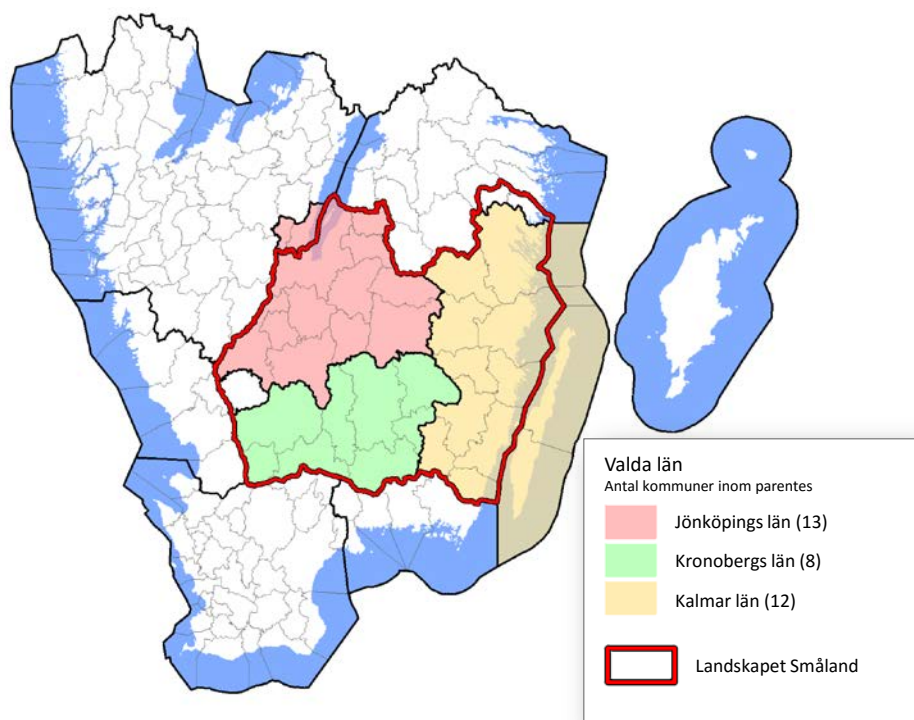 Valda län
Antal kommuner inom parentes
Jönköpings län (13)
Kronobergs län (8)
Kalmar län (12)
Landskapet Småland